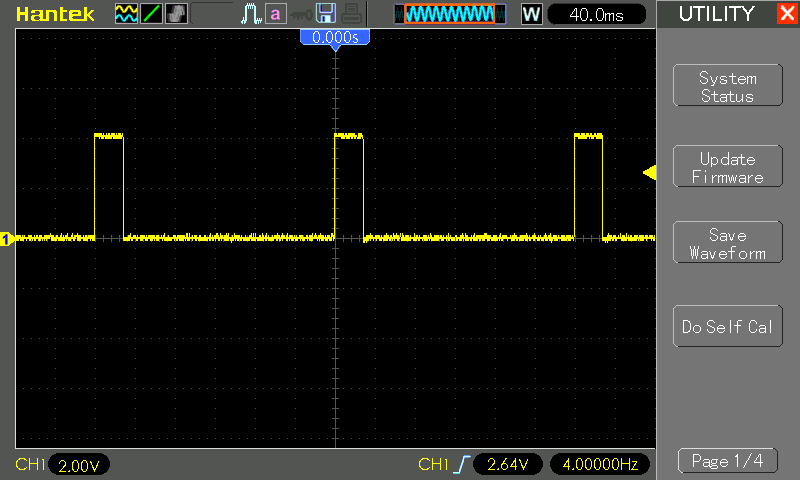 Hantek
a
W
40.0ms
UTILITY
0.000s
System
Status
Update
Firmware
1
Save
Waveform
Do Self Cal
CH1
2.00V
CH1
2.64V
4.00000Hz
Page 1/4